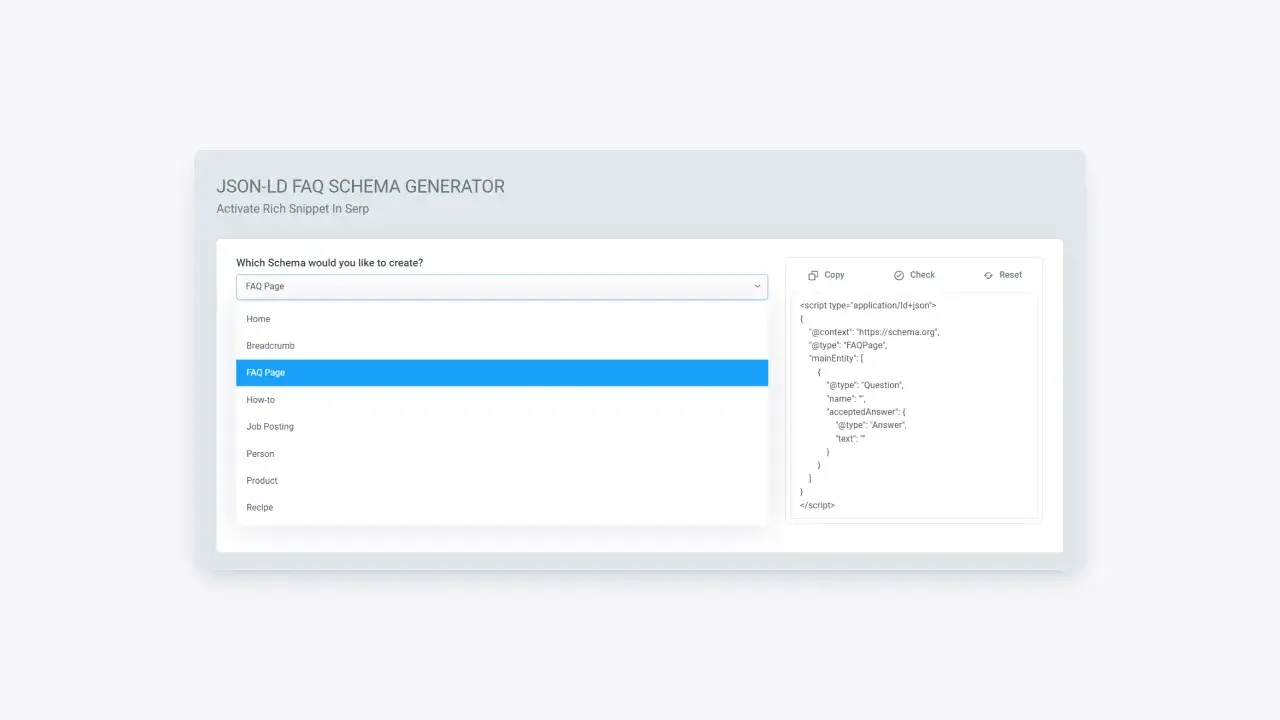 JSON-LD FAQ SCHEMA GENERATOR
Activate Rich Snippet In Serp
Which Schema would you like to create?
FAQ Page
Home
Breadcrumb
FAQ Page
How-to
Job Posting
Person
Product
Recipe
Copy Check Reset
<script type="application/ld+json">
{
"@context": "https://schema.org",
"@type": "FAQPage",
"mainEntity": [
{
"@type": "Question",
"name": "",
"acceptedAnswer": {
"@type": "Answer",
"text": ""
}
}
]
}
</script>